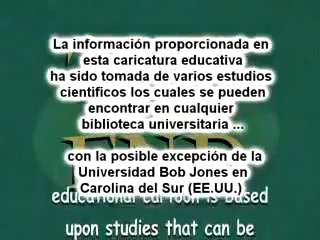 La información proporcionada en
esta caricatura educativa
ha sido tomada de varios estudios
cientificos los cuales se pueden
encontrar en cualquier
biblioteca universitaria ...
con la posible excepción de la
Universidad Bob Jones en
Carolina del Sur (EE.UU.)
educational cartoon is based
upon studies that can be